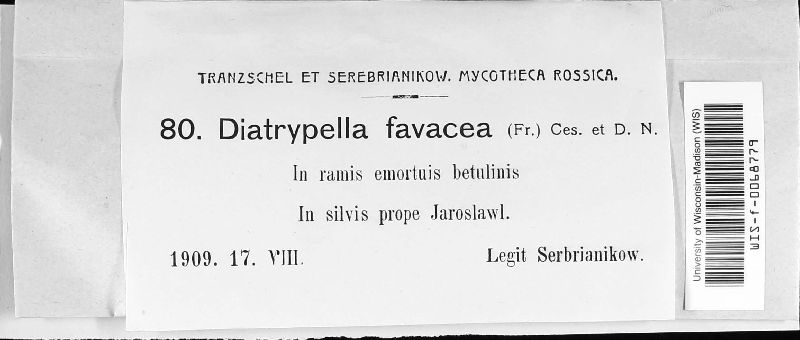 TRANZSCHEL ET SEREBRIANIKOW. MYCOTHECA ROSSICA.
80. Diatrypella favacea (Fr.) Ces. et D. N.
In ramis emortuis betulinis
In silvis prope Jaroslawl.
1909. 17. VIII. Legit Serbrianikow.
University of Wisconsin-Madison (WIS)
WIS-f-0068779